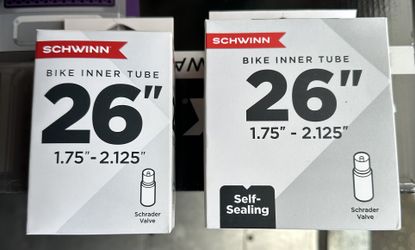 SCHWINN
BIKE INNER TUBE
26"
1.75" - 2.125"
Schrader
Valve
SCHWINN
BIKE INNER TUBE
26"
1.75" - 2.125"
Self-
Sealing
Schrader
Valve